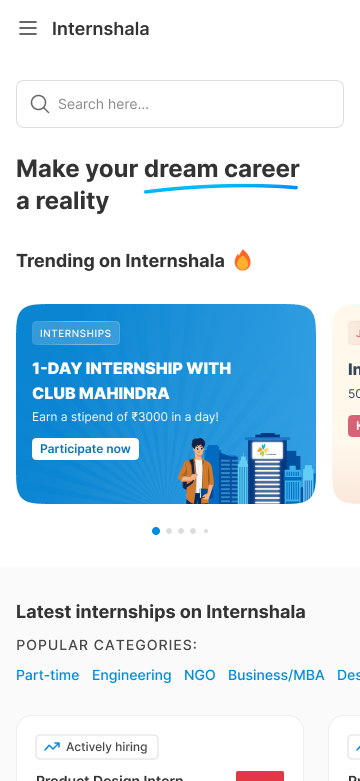 Internshala
Search here...
Make your dream career
a reality
Trending on Internshala
INTERNSHIPS
1-DAY INTERNSHIP WITH
CLUB MAHINDRA
Earn a stipend of ₹3000 in a day!
Participate now
In
50
Latest internships on Internshala
POPULAR CATEGORIES:
Part-time Engineering NGO Business/MBA Des
Actively hiring
Product Design Intern